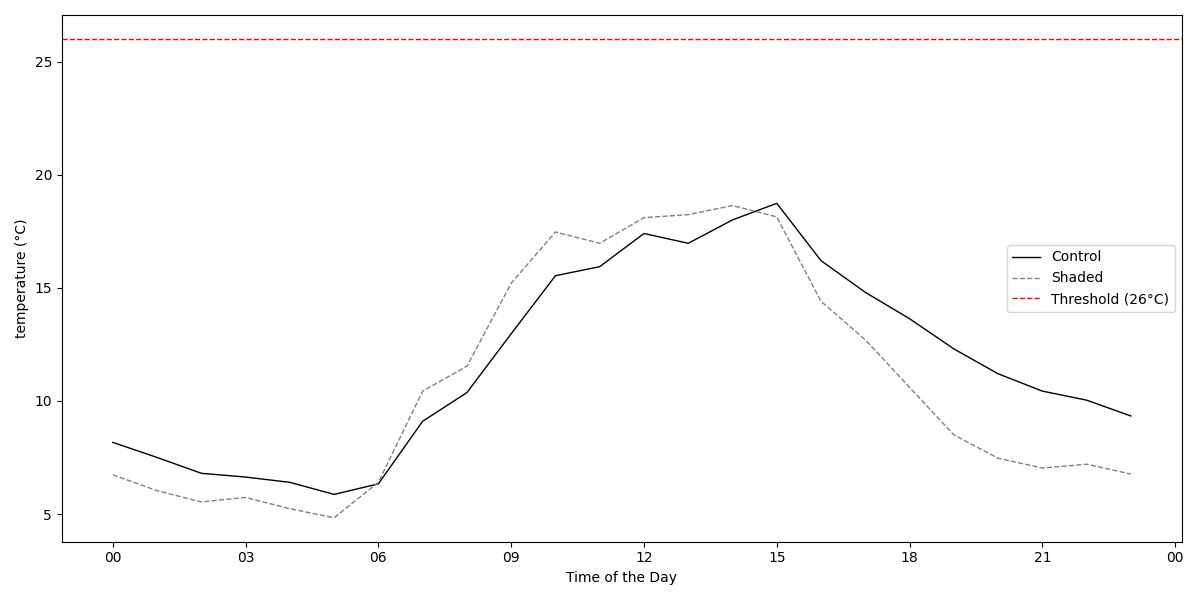 25
20
15
10
5
temperature (°C)
Control
Shaded
Threshold (26°C)
00 03 06 09 12 15 18 21 00
Time of the Day